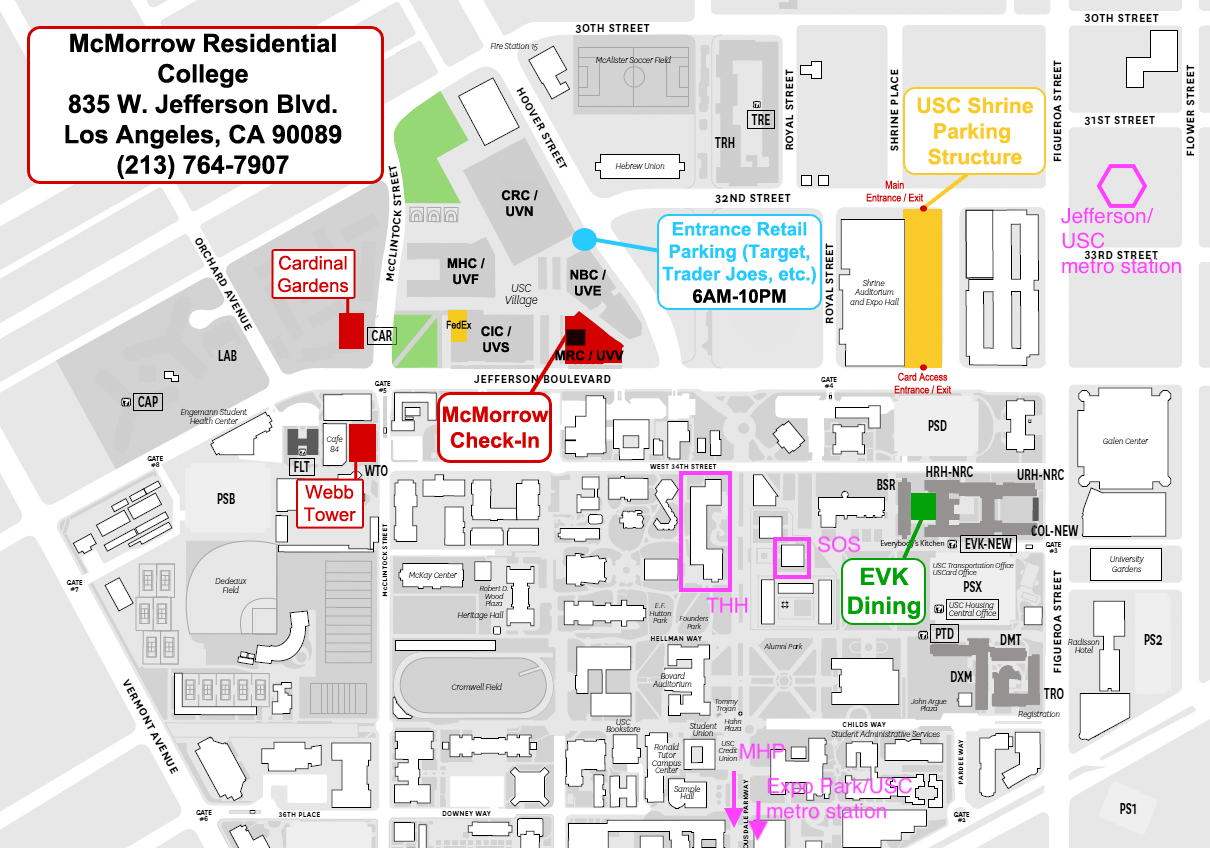 McMorrow Residential
College
835 W. Jefferson Blvd.
Los Angeles, CA 90089
(213) 764-7907
30TH STREET
30TH STREET
Fire Station 15
McAlister Soccer Field
HOOVER STREET
ROYAL STREET
SHRINE PLACE
FIGUEROA STREET
FLOWER STREET
TRE
TRH
Hebrew Union
31ST STREET
USC Shrine
Parking
Structure
Main
Entrance / Exit
32ND STREET
MCCLINTOCK STREET
CRC /
UVN
Jefferson/
USC
33RD STREET
metro station
Entrance Retail
Parking (Target,
Trader Joes, etc.)
6AM-10PM
ROYAL STREET
ORCHARD AVENUE
Cardinal
Gardens
MHC /
UVF
NBC /
UVE
USC
Village
Shrine
Auditorium
and Expo Hall
FedEx
CIC /
UVS
CAR
MRC / UVV
LAB
JEFFERSON BOULEVARD
Card Access
Entrance / Exit
GATE
#5
GATE
#4
CAP
Engemann Student
Health Center
McMorrow
Check-In
PSD
Galen Center
Cafe
84
FLT
WTO
GATE
#8
WEST 34TH STREET
PSB
Webb
Tower
BSR
HRH-NRC
URH-NRC
COL-NEW
Everybody's Kitchen
EVK-NEW
GATE
#3
SOS
EVK
Dining
USC Transportation Office
USCard Office
PSX
USC Housing
Central Office
University
Gardens
MCCLINTOCK STREET
McKay Center
Robert D.
Wood
Plaza
Heritage Hall
GATE
#7
Dedeaux
Field
THH
E.F.
Hutton
Park
Founders
Park
HELLMAN WAY
Alumni Park
PTD
DMT
DXM
TRO
FIGUEROA STREET
Radisson
Hotel
PS2
Cromwell Field
Bovard
Auditorium
Tommy
Trojan
Hahn
Plaza
John Argue
Plaza
Registration
VERMONT AVENUE
USC
Bookstore
Student
Union
CHILDS WAY
Student Administrative Services
Ronald
Tutor
Campus
Center
USC
Credit
Union
MHP
PARDEE WAY
Sample
Hall
Expo Park/USC
metro station
GATE
#6
36TH PLACE
DOWNEY WAY
GATE
#2
PS1